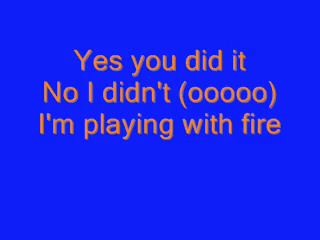 Yes you did it
No I didn't (ooooo)
I'm playing with fire